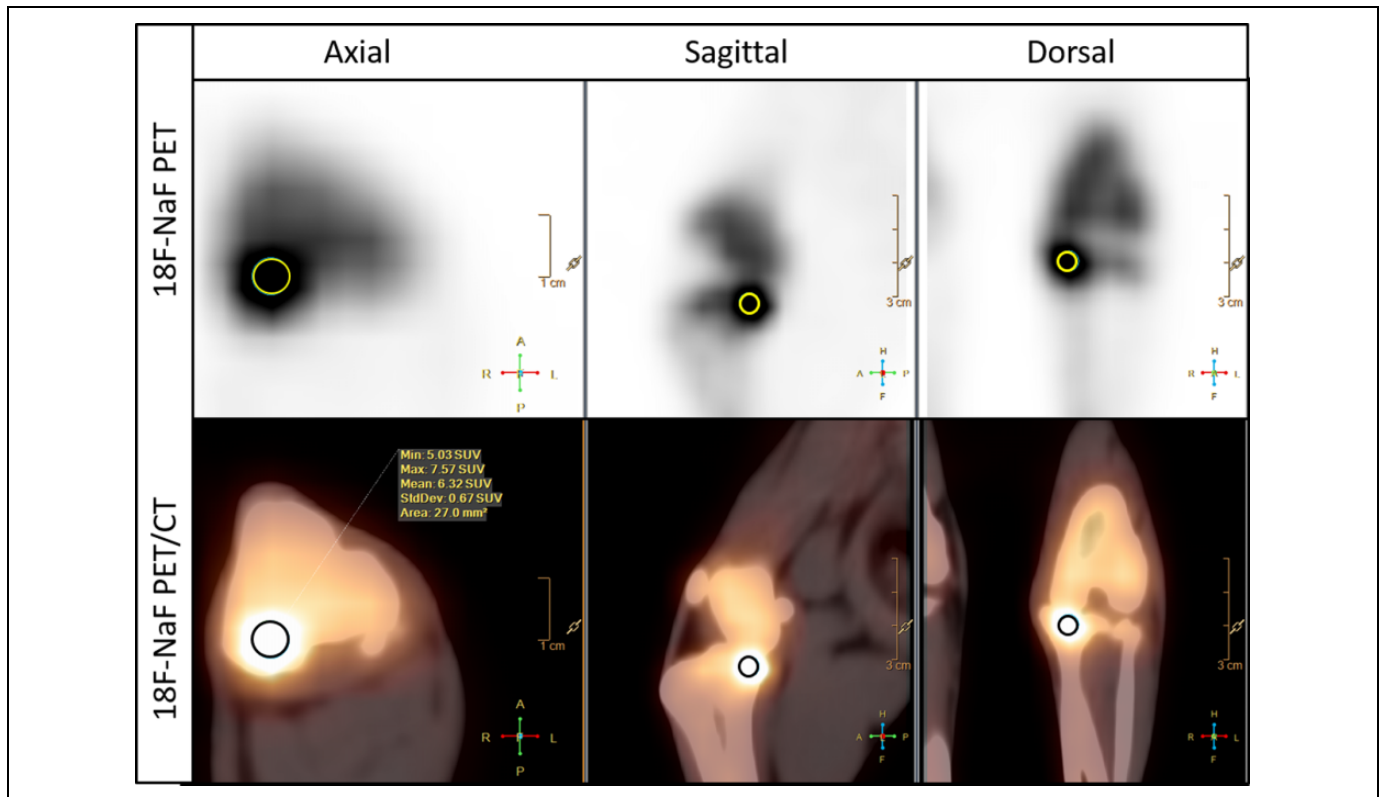 Axial Sagittal Dorsal
18F-NaF PET
1 cm
3 cm
3 cm
A
R L
P
H
A P
F
H
R L
F
18F-NaF PET/CT
Min: 5.03 SUV
Max: 7.57 SUV
Mean: 6.32 SUV
StdDev: 0.67 SUV
Area: 27.0 mm²
1 cm
3 cm
3 cm
A
R L
P
H
A P
F
H
R L
F